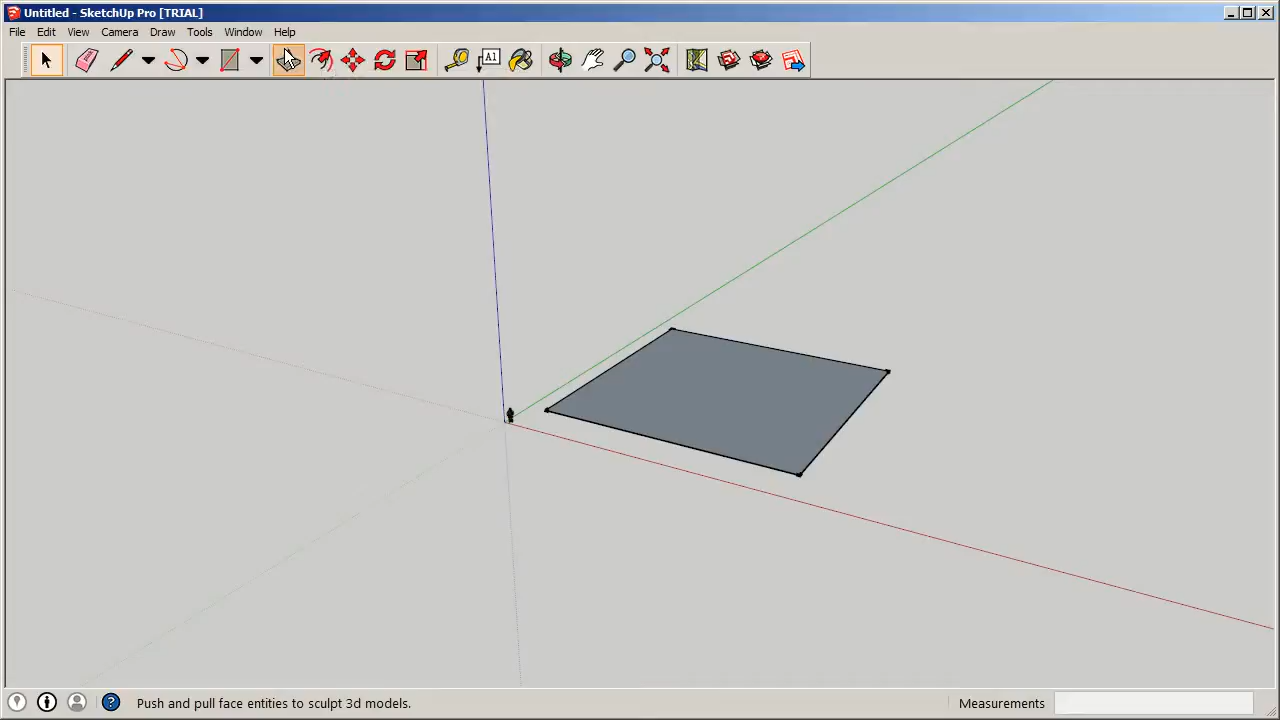 Untitled - SketchUp Pro [TRIAL]
File Edit View Camera Draw Tools Window Help
A1
Push and pull face entities to sculpt 3d models.
Measurements